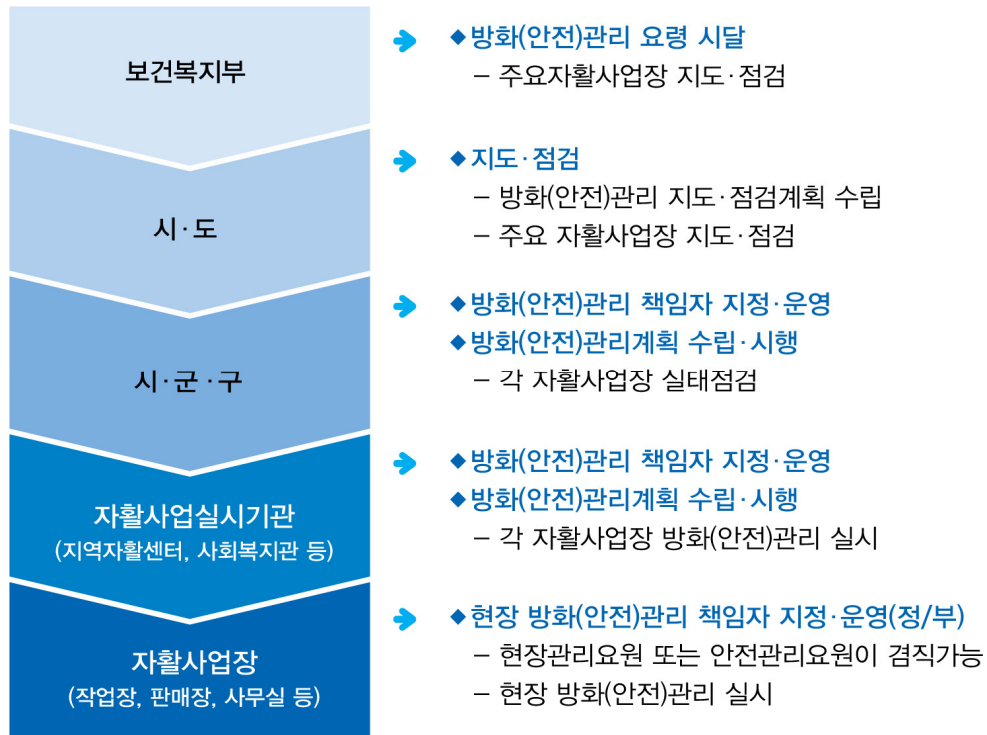 보건복지부
◆방화(안전)관리 요령 시달
– 주요자활사업장 지도·점검
시·도
◆지도·점검
– 방화(안전)관리 지도·점검계획 수립
– 주요 자활사업장 지도·점검
시·군·구
◆방화(안전)관리 책임자 지정·운영
◆방화(안전)관리계획 수립·시행
– 각 자활사업장 실태점검
자활사업실시기관
(지역자활센터, 사회복지관 등)
◆방화(안전)관리 책임자 지정·운영
◆방화(안전)관리계획 수립·시행
– 각 자활사업장 방화(안전)관리 실시
자활사업장
(작업장, 판매장, 사무실 등)
◆현장 방화(안전)관리 책임자 지정·운영(정/부)
– 현장관리요원 또는 안전관리요원이 겸직가능
– 현장 방화(안전)관리 실시